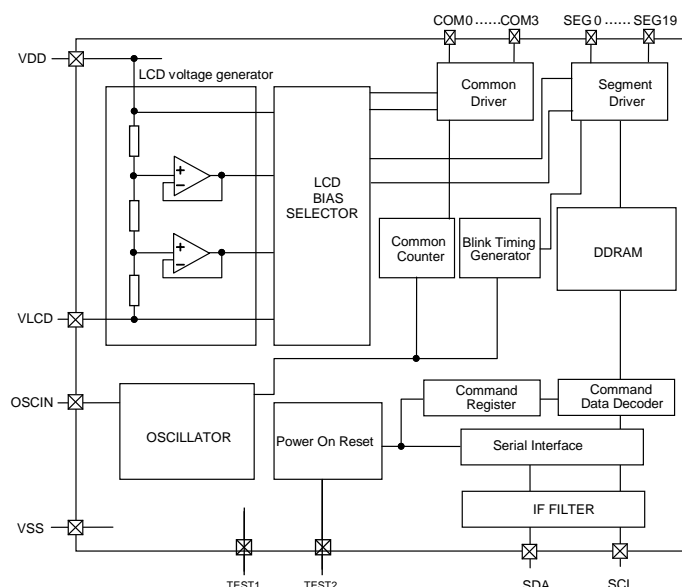 COM0 ...... COM3
SEG0 ...... SEG19
VDD
LCD voltage generator
Common
Driver
Segment
Driver
LCD
BIAS
SELECTOR
Common
Counter
Blink Timing
Generator
DDRAM
VLCD
OSCIN
OSCILLATOR
Power On Reset
Command
Register
Command
Data Decoder
Serial Interface
IF FILTER
VSS
TEST1
TEST2
SDA
SCL